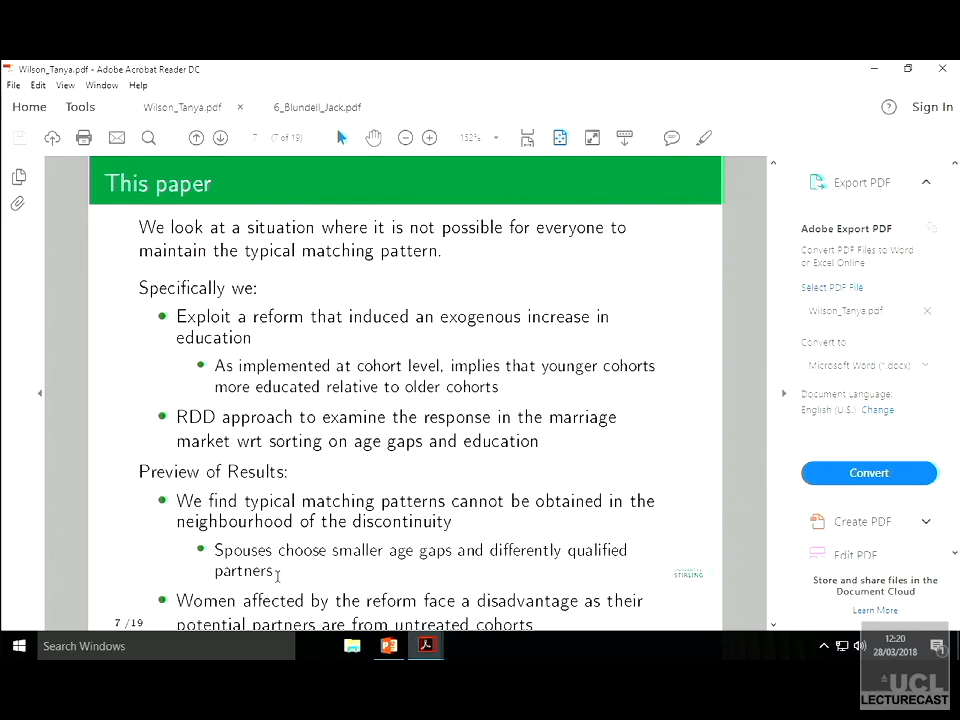 Wilson_Tanya.pdf - Adobe Acrobat Reader DC
File Edit View Window Help
Home Tools Wilson_Tanya.pdf × 6_Blundell_Jack.pdf Sign In
7 (7 of 19) 152%
This paper
We look at a situation where it is not possible for everyone to
maintain the typical matching pattern.
Specifically we:
Exploit a reform that induced an exogenous increase in
education
As implemented at cohort level, implies that younger cohorts
more educated relative to older cohorts
RDD approach to examine the response in the marriage
market wrt sorting on age gaps and education
Preview of Results:
We find typical matching patterns cannot be obtained in the
neighbourhood of the discontinuity
Spouses choose smaller age gaps and differently qualified
partners
Women affected by the reform face a disadvantage as their
potential partners are from untreated cohorts
7 /19
STIRLING
Export PDF
Adobe Export PDF
Convert PDF Files to Word
or Excel Online
Select PDF File
Wilson_Tanya.pdf ×
Convert to
Microsoft Word (*.docx)
Document Language:
English (U.S.) Change
Convert
Create PDF
Edit PDF
Store and share files in the
Document Cloud
Learn More
Search Windows
12:20
28/03/2018
1
UCL
LECTURECAST